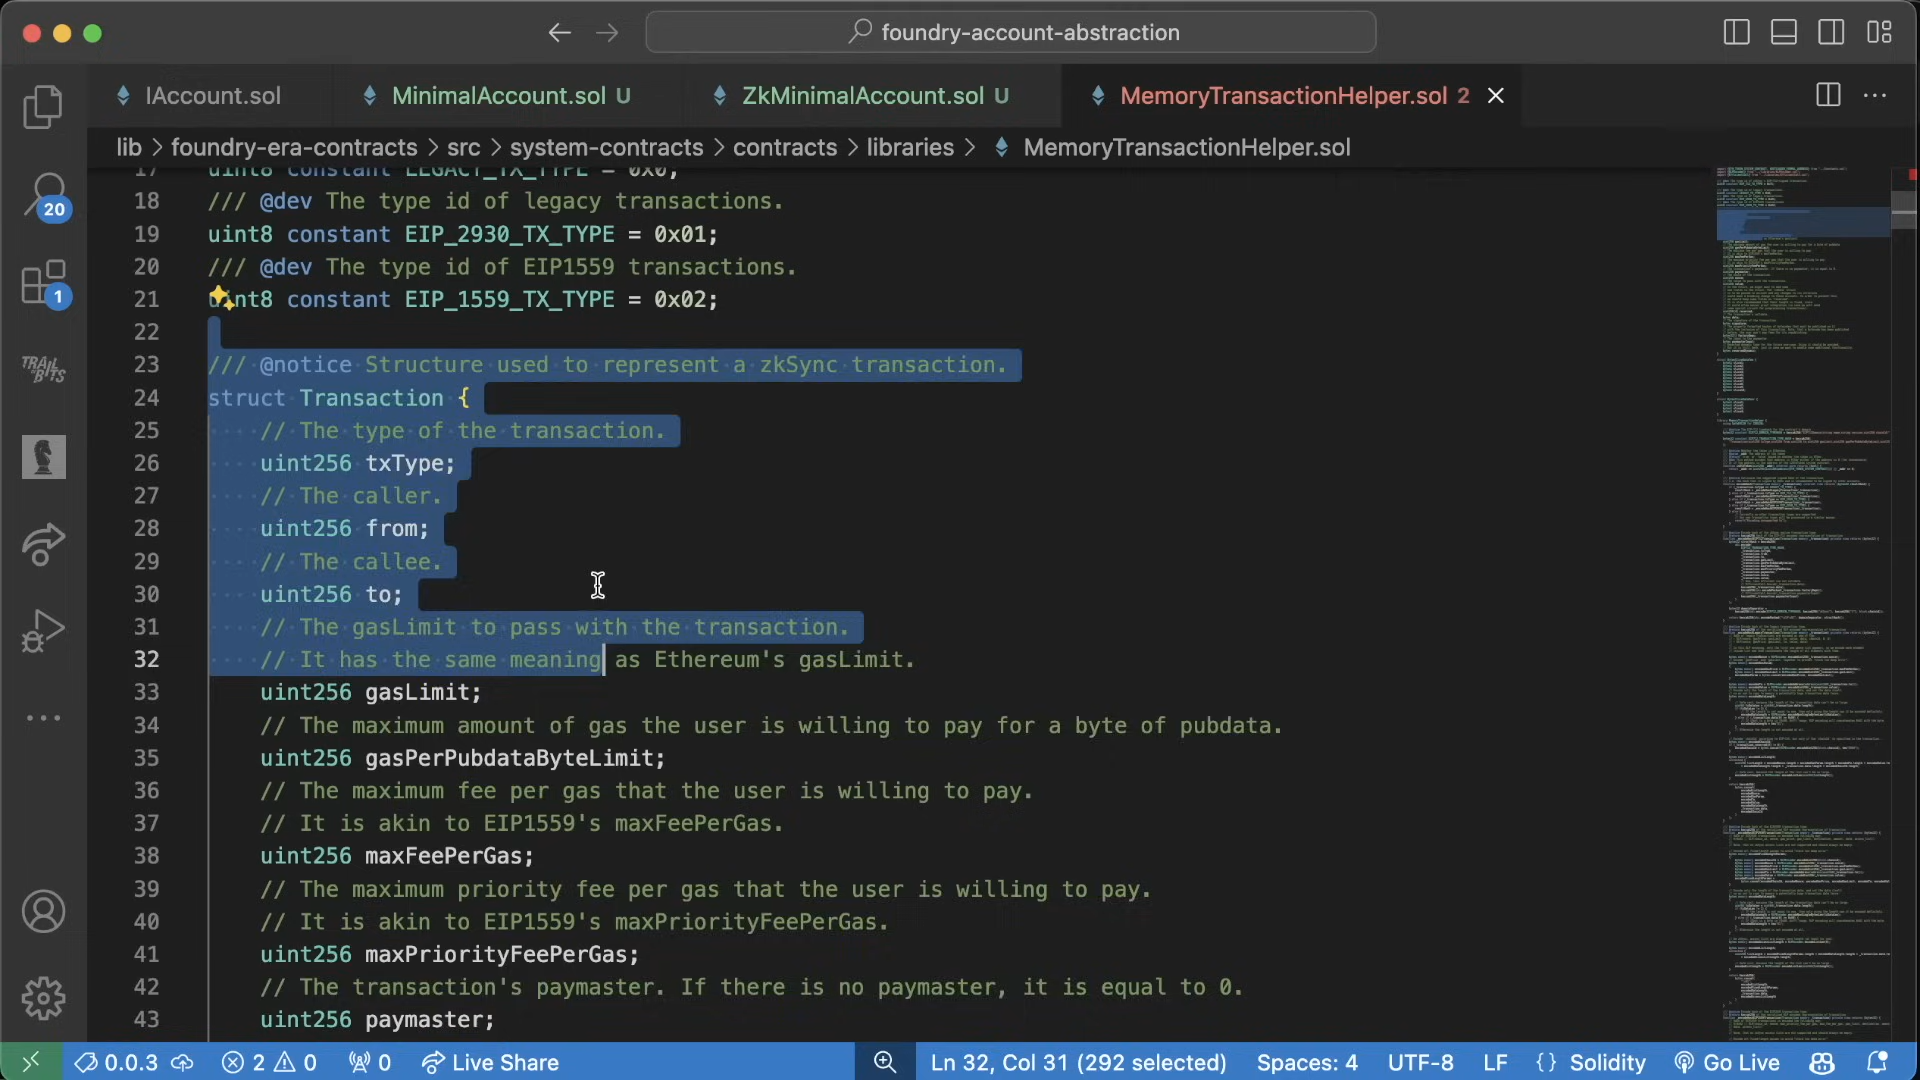 foundry-account-abstraction
IAccount.sol
MinimalAccount.sol U
ZkMinimalAccount.sol U
MemoryTransactionHelper.sol 2
lib > foundry-era-contracts > src > system-contracts > contracts > libraries > MemoryTransactionHelper.sol
17 uint8 constant LEGACY_TX_TYPE = 0x0;
18 /// @dev The type id of legacy transactions.
19 uint8 constant EIP_2930_TX_TYPE = 0x01;
20 /// @dev The type id of EIP1559 transactions.
21 uint8 constant EIP_1559_TX_TYPE = 0x02;
22
23 /// @notice Structure used to represent a zkSync transaction.
24 struct Transaction {
25 // The type of the transaction.
26 uint256 txType;
27 // The caller.
28 uint256 from;
29 // The callee.
30 uint256 to;
31 // The gasLimit to pass with the transaction.
32 // It has the same meaning as Ethereum's gasLimit.
33 uint256 gasLimit;
34 // The maximum amount of gas the user is willing to pay for a byte of pubdata.
35 uint256 gasPerPubdataByteLimit;
36 // The maximum fee per gas that the user is willing to pay.
37 // It is akin to EIP1559's maxFeePerGas.
38 uint256 maxFeePerGas;
39 // The maximum priority fee per gas that the user is willing to pay.
40 // It is akin to EIP1559's maxPriorityFeePerGas.
41 uint256 maxPriorityFeePerGas;
42 // The transaction's paymaster. If there is no paymaster, it is equal to 0.
43 uint256 paymaster;
20
1
TRAIL OF BITS
0.0.3 2 0 0 Live Share Ln 32, Col 31 (292 selected) Spaces: 4 UTF-8 LF {} Solidity Go Live